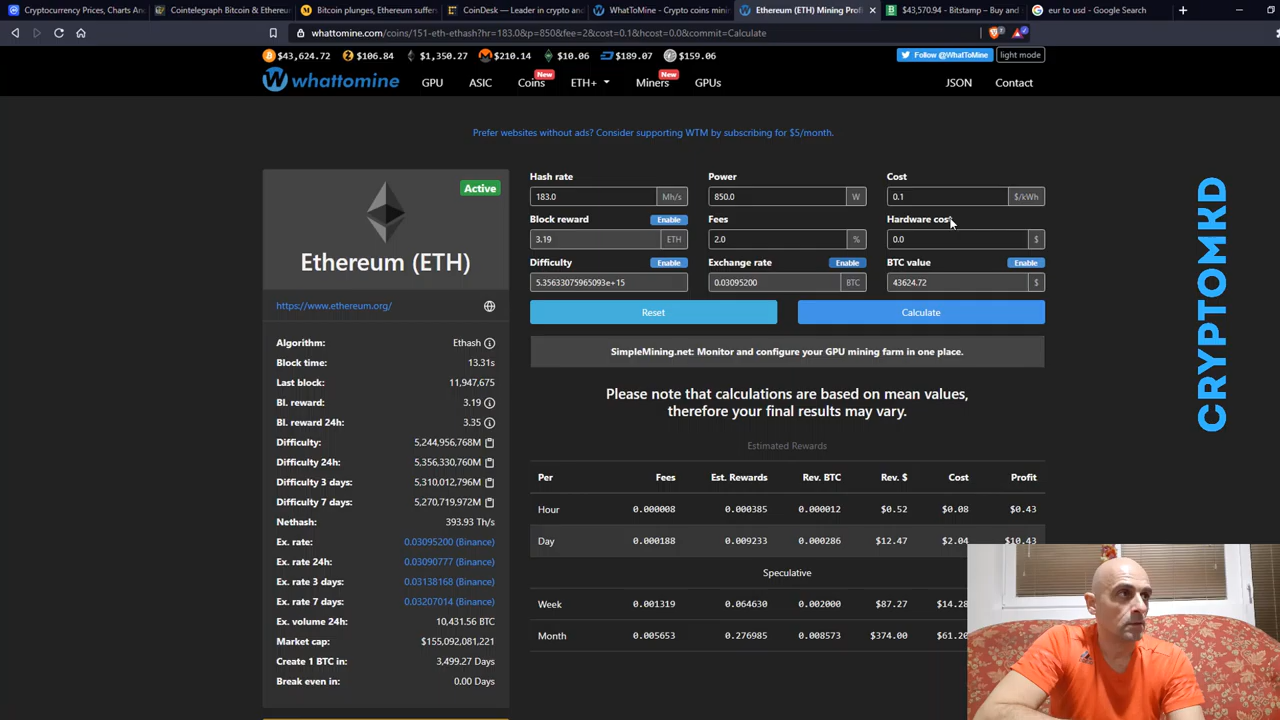 Cryptocurrency Prices, Charts An
Cointelegraph Bitcoin & Ethereum
Bitcoin plunges, Ethereum suffers
CoinDesk — Leader in crypto and
WhatToMine - Crypto coins mining
Ethereum (ETH) Mining Profi
$43,570.94 - Bitstamp – Buy and
eur to usd - Google Search
whattomine.com/coins/151-eth-ethash?hr=183.0&p=850&fee=2&cost=0.1&hcost=0.0&commit=Calculate
$43,624.72 $106.84 $1,350.27 $210.14 $10.06 $189.07 $159.06
Follow @WhatToMine
light mode
whattomine
GPU
ASIC
Coins
New
ETH+
Miners
New
GPUs
JSON
Contact
Prefer websites without ads? Consider supporting WTM by subscribing for $5/month.
Active
Ethereum (ETH)
https://www.ethereum.org/
Algorithm: Ethash
Block time: 13.31s
Last block: 11,947,675
Bl. reward: 3.19
Bl. reward 24h: 3.35
Difficulty: 5,244,956,768M
Difficulty 24h: 5,356,330,760M
Difficulty 3 days: 5,310,012,796M
Difficulty 7 days: 5,270,719,972M
Nethash: 393.93 Th/s
Ex. rate: 0.03095200 (Binance)
Ex. rate 24h: 0.03090777 (Binance)
Ex. rate 3 days: 0.03138168 (Binance)
Ex. rate 7 days: 0.03207014 (Binance)
Ex. volume 24h: 10,431.56 BTC
Market cap: $155,092,081,221
Create 1 BTC in: 3,499.27 Days
Break even in: 0.00 Days
Hash rate Power Cost
183.0 Mh/s 850.0 W 0.1 $/kWh
Block reward Enable Fees Hardware cost
3.19 ETH 2.0 % 0.0 $
Difficulty Enable Exchange rate Enable BTC value Enable
5.35633075965093e+15 0.03095200 BTC 43624.72 $
Reset Calculate
SimpleMining.net: Monitor and configure your GPU mining farm in one place.
Please note that calculations are based on mean values,
therefore your final results may vary.
Estimated Rewards
Per Fees Est. Rewards Rev. BTC Rev. $ Cost Profit
Hour 0.000008 0.000385 0.000012 $0.52 $0.08 $0.43
Day 0.000188 0.009233 0.000286 $12.47 $2.04 $10.43
Speculative
Week 0.001319 0.064630 0.002000 $87.27 $14.28
Month 0.005653 0.276985 0.008573 $374.00 $61.20
CRYPTOMKD